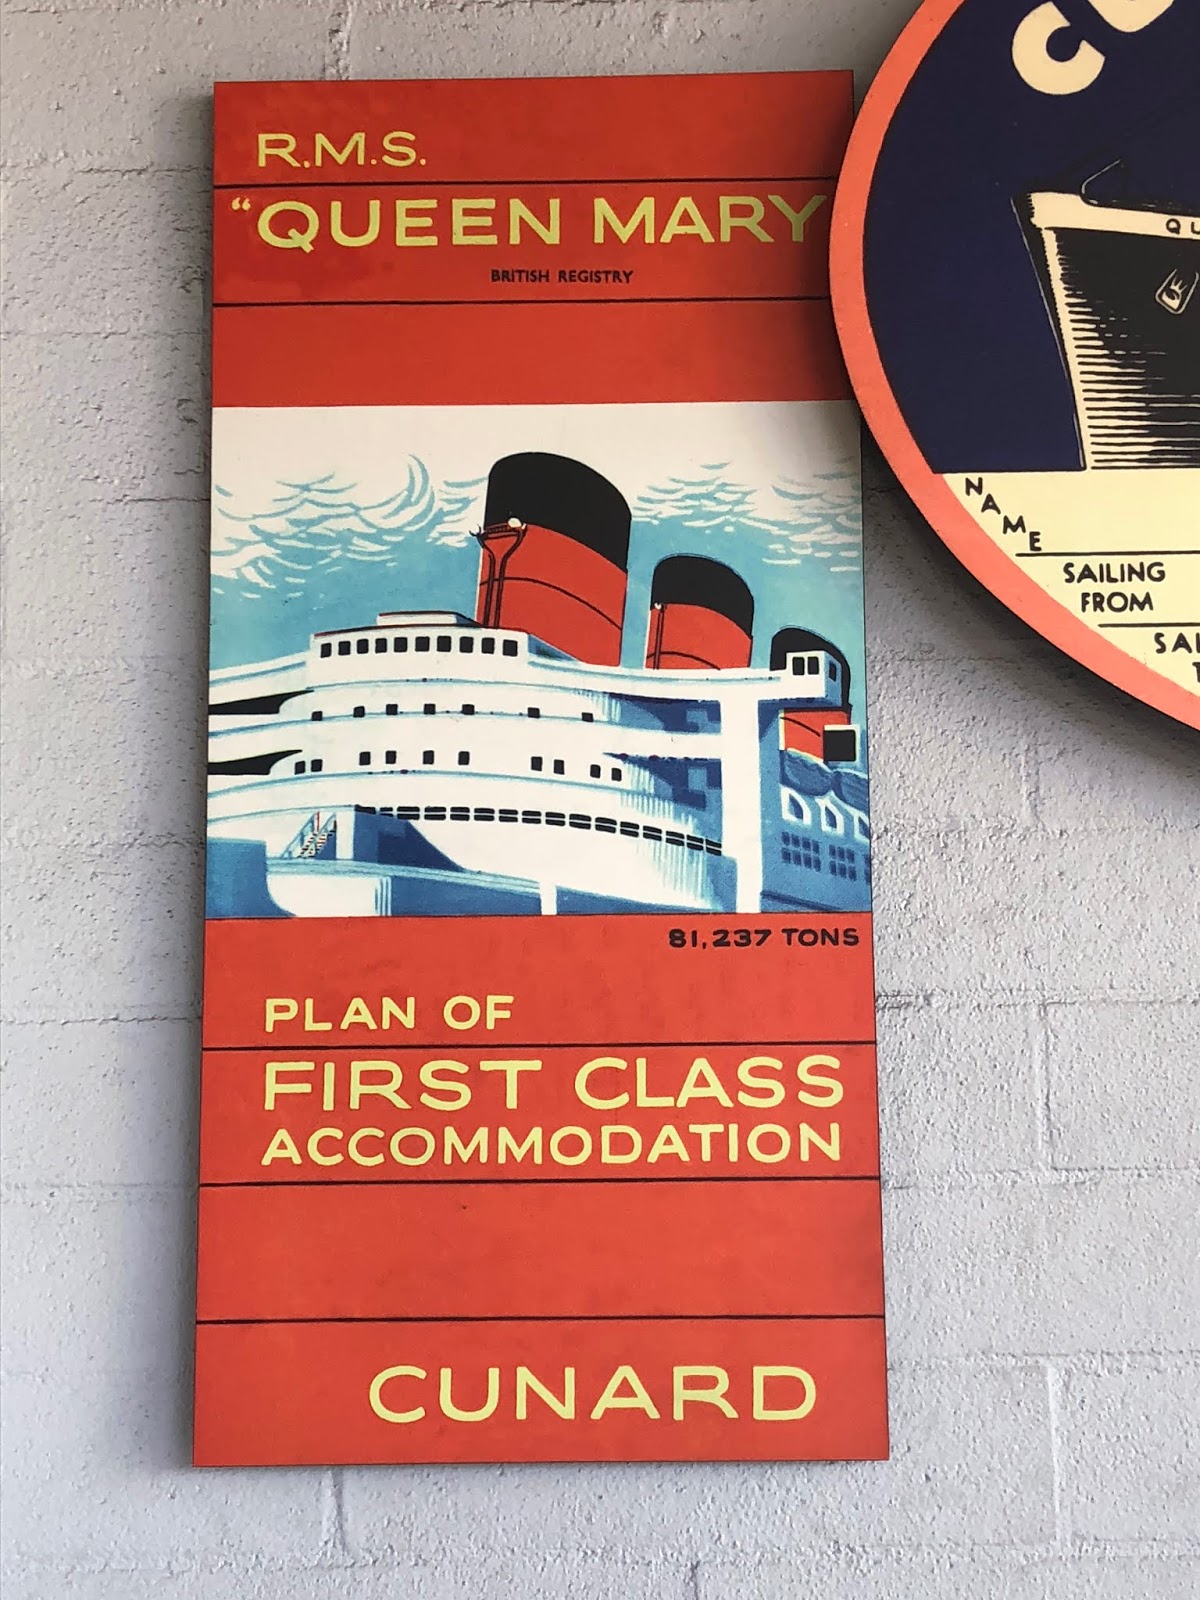 R.M.S.
"QUEEN MARY
BRITISH REGISTRY
81,237 TONS
PLAN OF
FIRST CLASS
ACCOMMODATION
CUNARD
NAME
SAILING
FROM